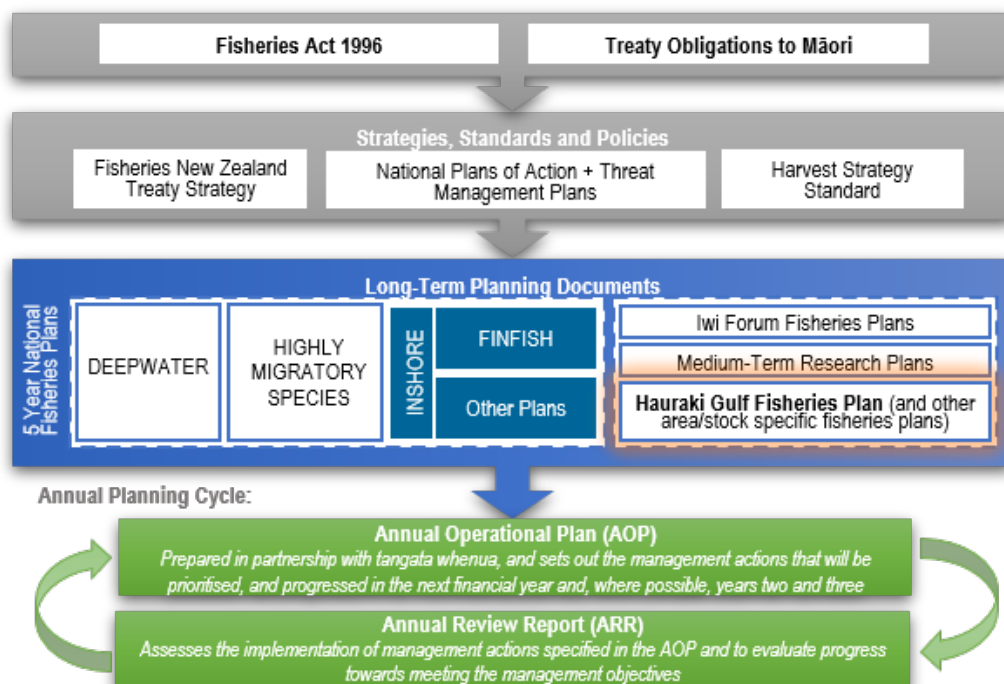 Fisheries Act 1996
Treaty Obligations to Māori
Strategies, Standards and Policies
Fisheries New Zealand
Treaty Strategy
National Plans of Action + Threat
Management Plans
Harvest Strategy
Standard
Long-Term Planning Documents
5 Year National
Fisheries Plans
DEEPWATER
HIGHLY
MIGRATORY
SPECIES
INSHORE
FINFISH
Other Plans
Iwi Forum Fisheries Plans
Medium-Term Research Plans
Hauraki Gulf Fisheries Plan (and other
area/stock specific fisheries plans)
Annual Planning Cycle:
Annual Operational Plan (AOP)
Prepared in partnership with tangata whenua, and sets out the management actions that will be
prioritised, and progressed in the next financial year and, where possible, years two and three
Annual Review Report (ARR)
Assesses the implementation of management actions specified in the AOP and to evaluate progress
towards meeting the management objectives